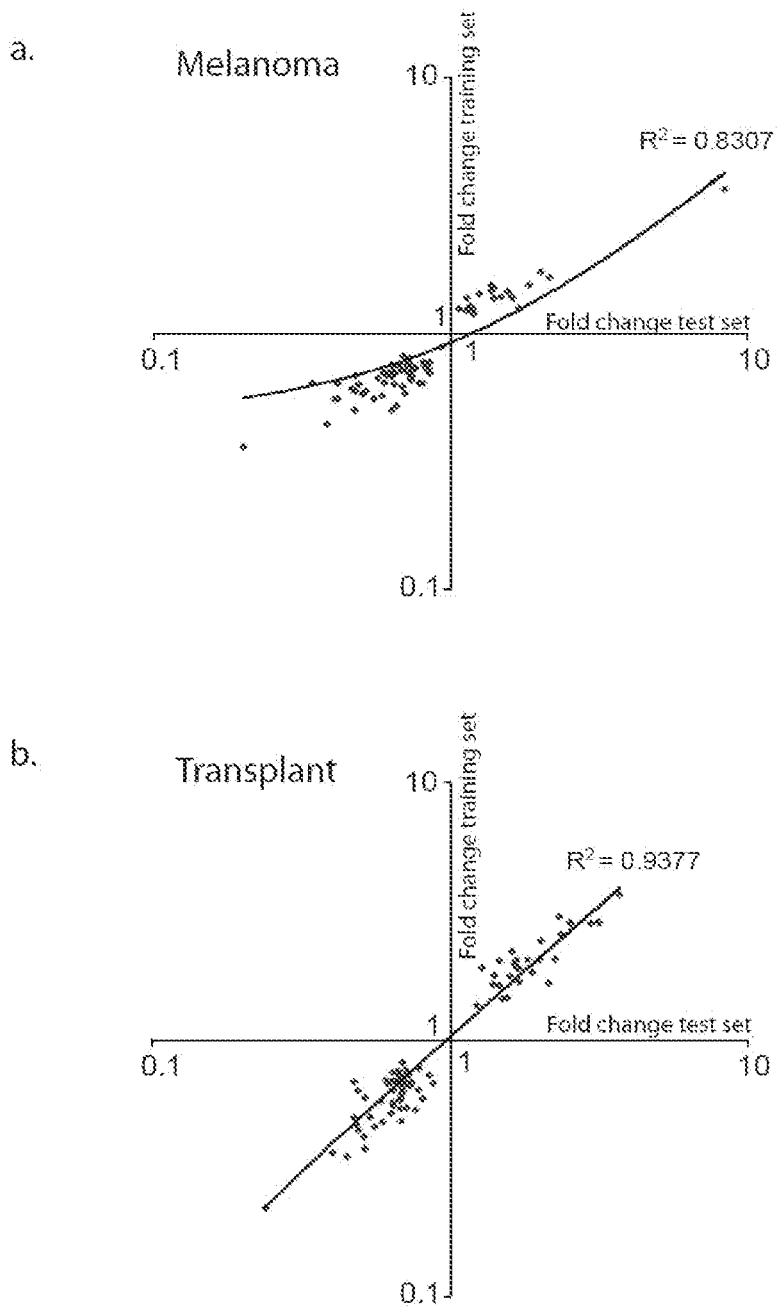 a.
Melanoma
10
Fold change training set
R² = 0.8307
1
Fold change test set
0.1
1
10
0.1
b.
Transplant
10
Fold change training set
R² = 0.9377
1
Fold change test set
0.1
1
10
0.1